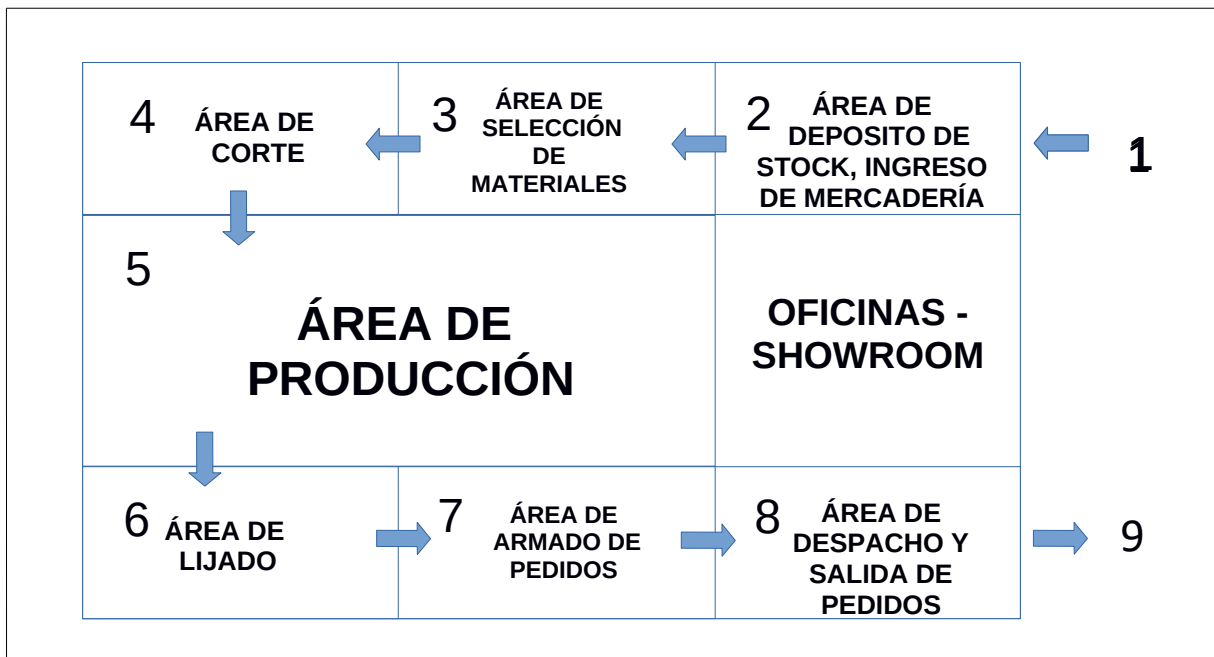 4
ÁREA DE
CORTE
3
ÁREA DE
SELECCIÓN
DE
MATERIALES
2
ÁREA DE
DEPOSITO DE
STOCK, INGRESO
DE MERCADERÍA
1
5
ÁREA DE
PRODUCCIÓN
OFICINAS -
SHOWROOM
6
ÁREA DE
LIJADO
7
ÁREA DE
ARMADO DE
PEDIDOS
8
ÁREA DE
DESPACHO Y
SALIDA DE
PEDIDOS
9